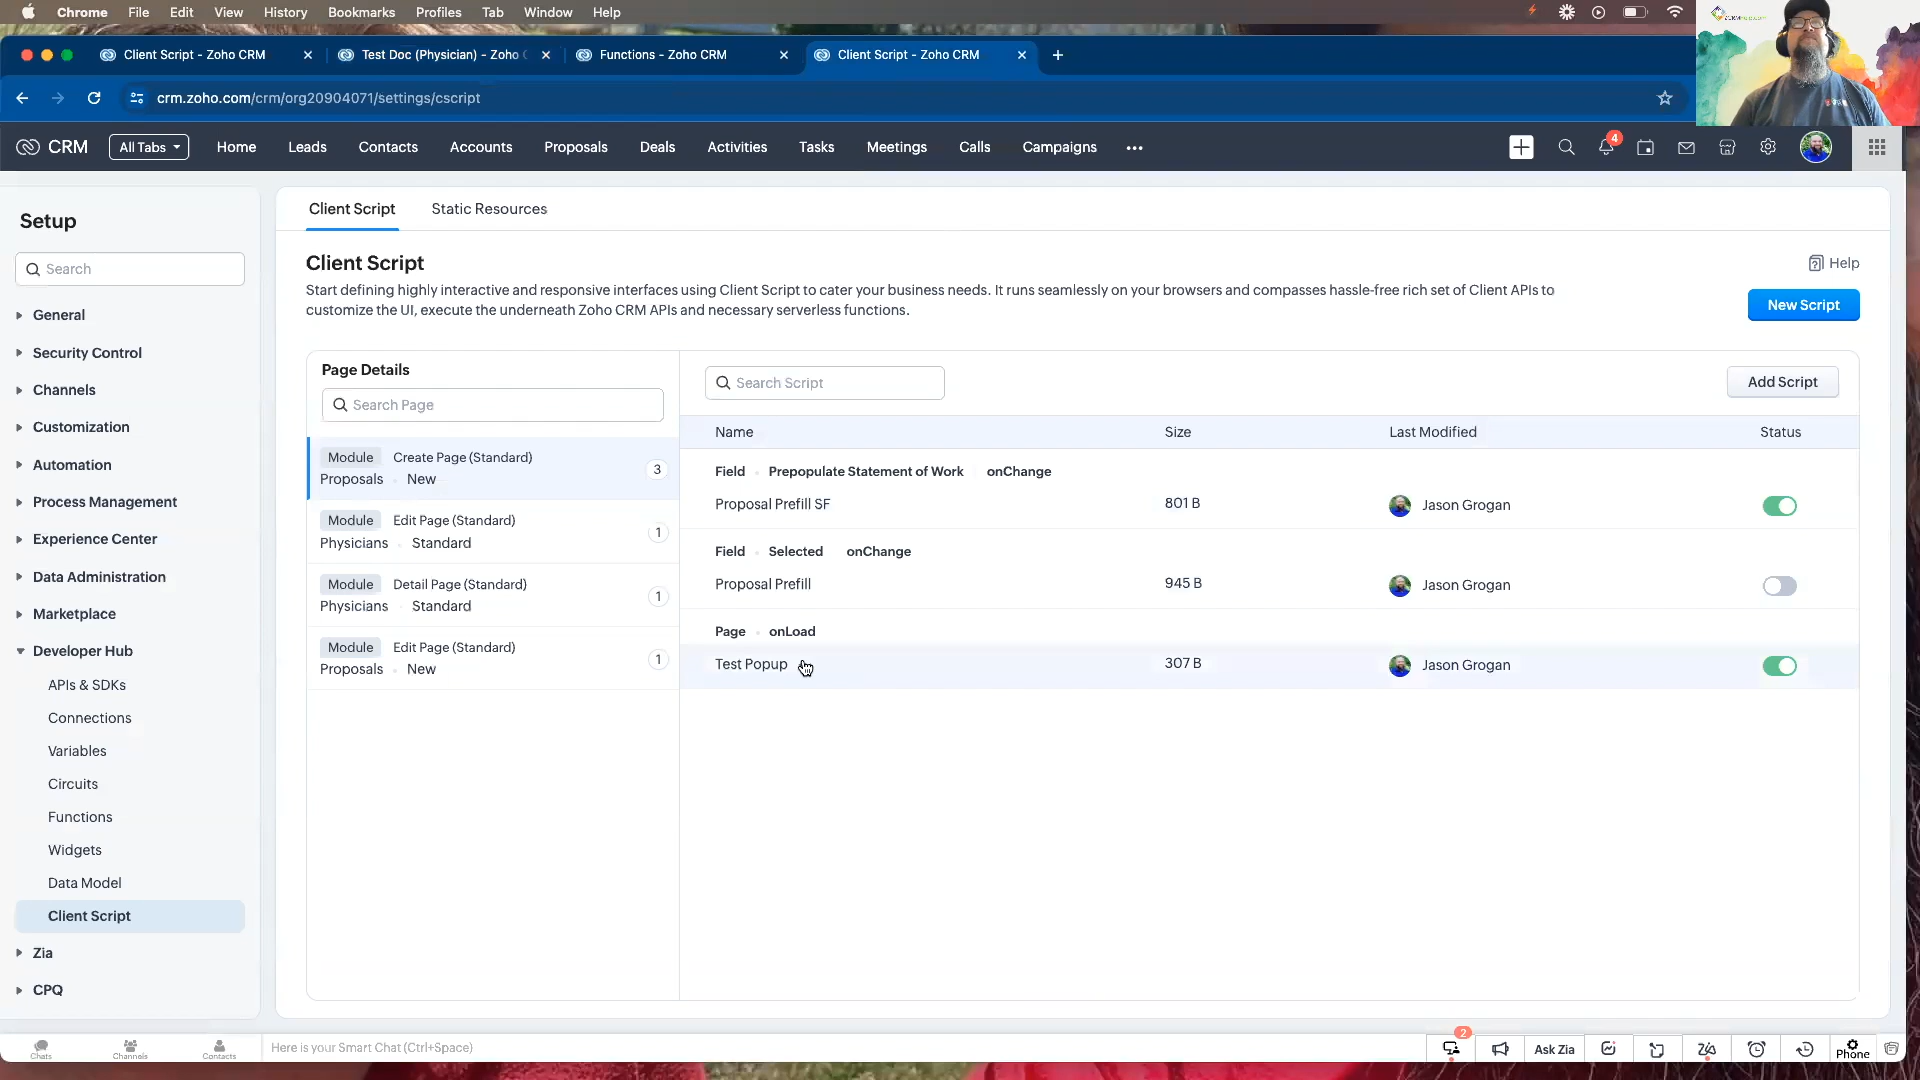 Chrome File Edit View History Bookmarks Profiles Tab Window Help
Client Script - Zoho CRM
Test Doc (Physician) - Zoho
Functions - Zoho CRM
Client Script - Zoho CRM
crm.zoho.com/crm/org20904071/settings/cscript
CRM All Tabs Home Leads Contacts Accounts Proposals Deals Activities Tasks Meetings Calls Campaigns
4
Setup
Search
General
Security Control
Channels
Customization
Automation
Process Management
Experience Center
Data Administration
Marketplace
Developer Hub
APIs & SDKs
Connections
Variables
Circuits
Functions
Widgets
Data Model
Client Script
Zia
CPQ
Client Script Static Resources
Client Script
Help
Start defining highly interactive and responsive interfaces using Client Script to cater your business needs. It runs seamlessly on your browsers and compasses hassle-free rich set of Client APIs to
customize the UI, execute the underneath Zoho CRM APIs and necessary serverless functions.
New Script
Page Details
Search Page
Module Create Page (Standard)
Proposals New
3
Module Edit Page (Standard)
Physicians Standard
1
Module Detail Page (Standard)
Physicians Standard
1
Module Edit Page (Standard)
Proposals New
1
Search Script
Add Script
Name Size Last Modified Status
Field Prepopulate Statement of Work onChange
Proposal Prefill SF 801 B Jason Grogan
Field Selected onChange
Proposal Prefill 945 B Jason Grogan
Page onLoad
Test Popup 307 B Jason Grogan
Chats Channels Contacts
Here is your Smart Chat (Ctrl+Space)
2
Ask Zia
Phone